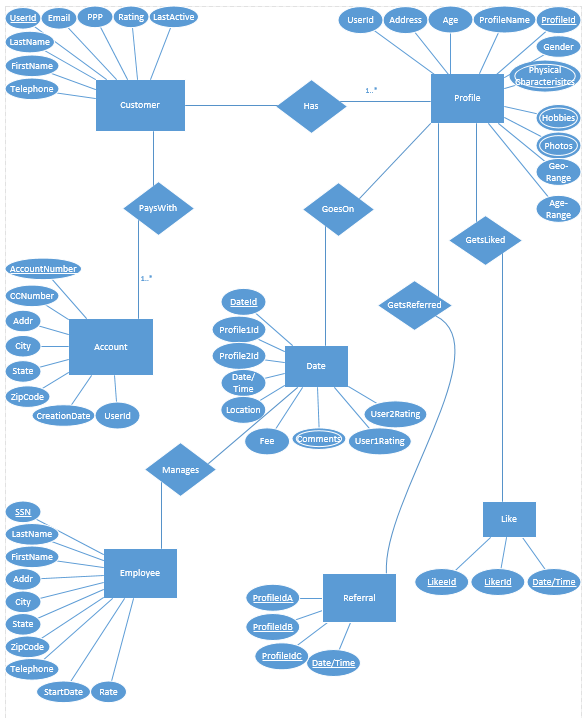 UserId
Email
PPP
Rating
LastActive
LastName
FirstName
Telephone
Customer
Has
1..*
UserId
Address
Age
ProfileName
ProfileId
Gender
Physical
Characterisitcs
Profile
Hobbies
Photos
Geo-
Range
Age-
Range
PaysWith
GoesOn
GetsLiked
1..*
AccountNumber
CCNumber
Addr
City
State
ZipCode
CreationDate
UserId
Account
GetsReferred
DateId
Profile1Id
Profile2Id
Date/
Time
Location
Fee
Comments
User1Rating
User2Rating
Date
Manages
SSN
LastName
FirstName
Addr
City
State
ZipCode
Telephone
StartDate
Rate
Employee
Like
LikeeId
LikerId
Date/Time
Referral
ProfileIdA
ProfileIdB
ProfileIdC
Date/Time